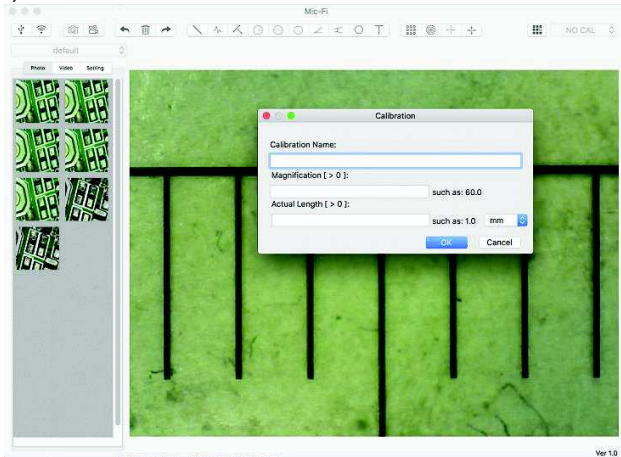 Mic-Fi
NO CAL
default
Photo Video Setting
Calibration
Calibration Name:
Magnification [ > 0 ]:
such as: 60.0
Actual Length [ > 0 ]:
such as: 1.0 mm
OK Cancel
Ver 1.0